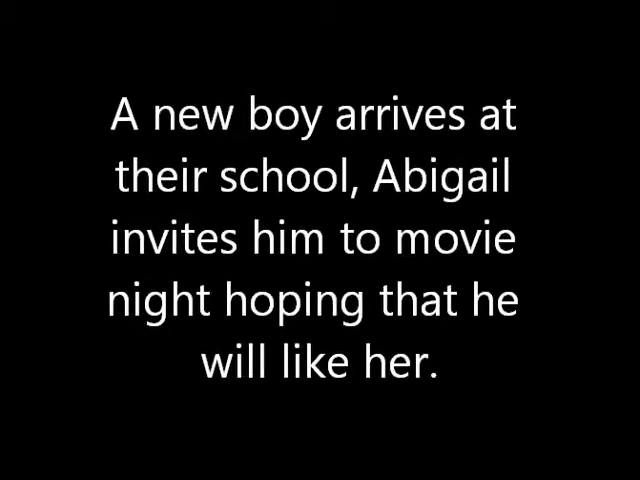 A new boy arrives at
their school, Abigail
invites him to movie
night hoping that he
will like her.